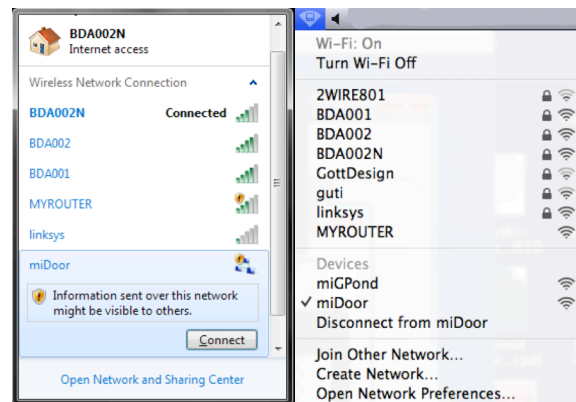 BDA002N
Internet access
Wireless Network Connection
BDA002N Connected
BDA002
BDA001
MYROUTER
linksys
miDoor
Information sent over this network
might be visible to others.
Connect
Open Network and Sharing Center
Wi-Fi: On
Turn Wi-Fi Off
2WIRE801
BDA001
BDA002
BDA002N
GottDesign
guti
linksys
MYROUTER
Devices
miGPond
✓ miDoor
Disconnect from miDoor
Join Other Network...
Create Network...
Open Network Preferences...